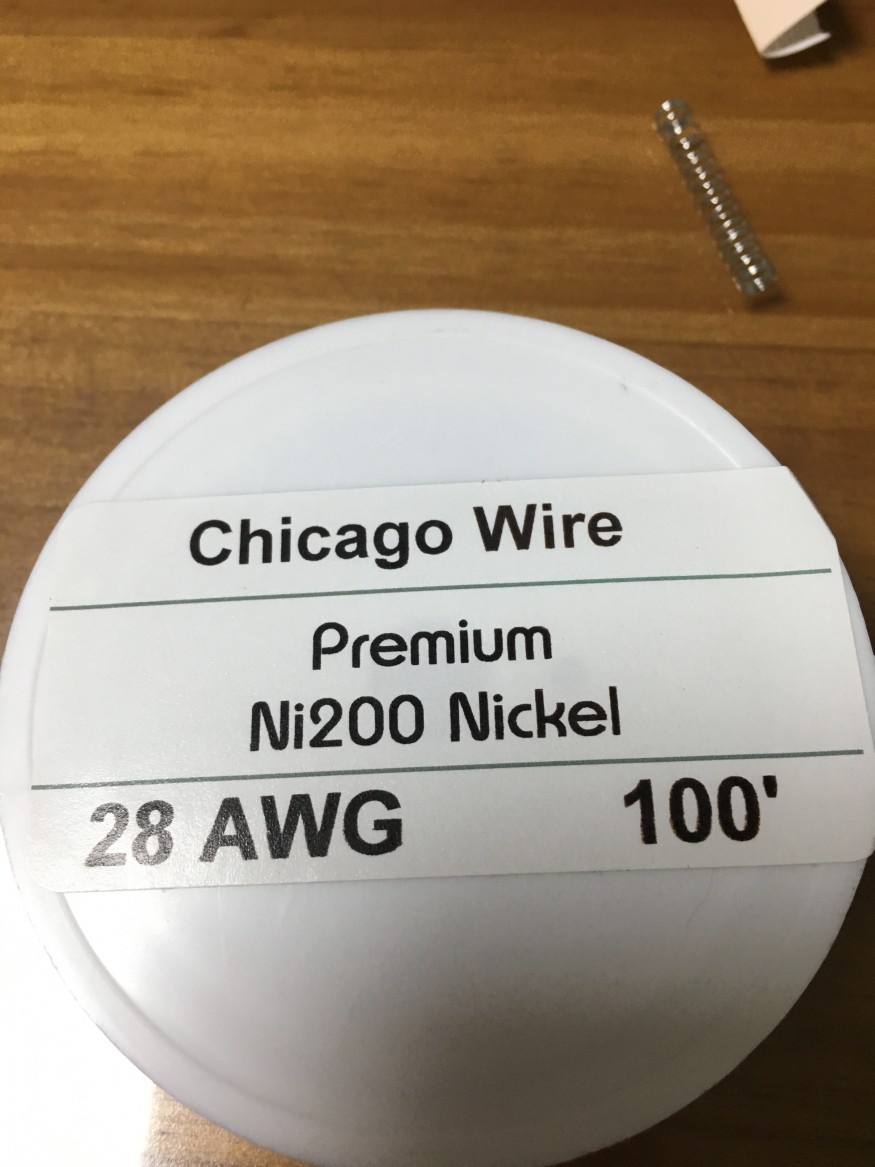 Chicago Wire
Premium
Ni200 Nickel
28 AWG 100'